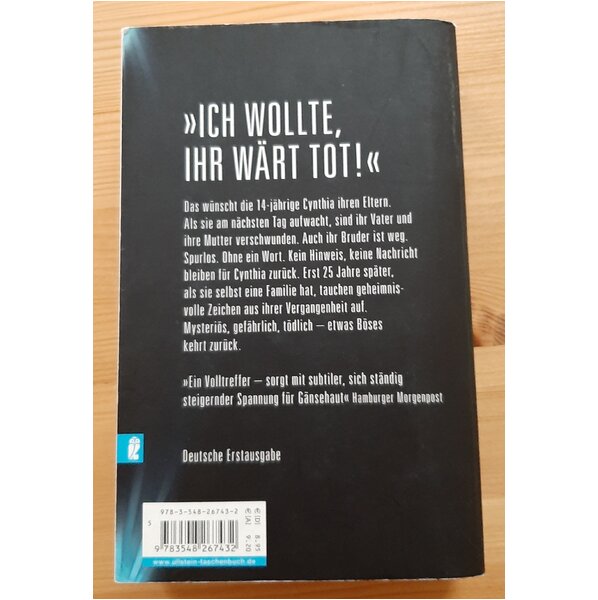 »ICH WOLLTE,
IHR WÄRT TOT!«
Das wünscht die 14-jährige Cynthia ihren Eltern.
Als sie am nächsten Tag aufwacht, sind ihr Vater und
ihre Mutter verschwunden. Auch ihr Bruder ist weg.
Spurlos. Ohne ein Wort. Kein Hinweis, keine Nachricht
bleiben für Cynthia zurück. Erst 25 Jahre später,
als sie selbst eine Familie hat, tauchen geheimnis-
volle Zeichen aus ihrer Vergangenheit auf.
Mysteriös, gefährlich, tödlich – etwas Böses
kehrt zurück.
»Ein Volltreffer – sorgt mit subtiler, sich ständig
steigernder Spannung für Gänsehaut« Hamburger Morgenpost
Deutsche Erstausgabe
978-3-548-26743-2
€ [D] 8.95
€ [A] 9.20
5
9 783548 267432
www.ullstein-taschenbuch.de